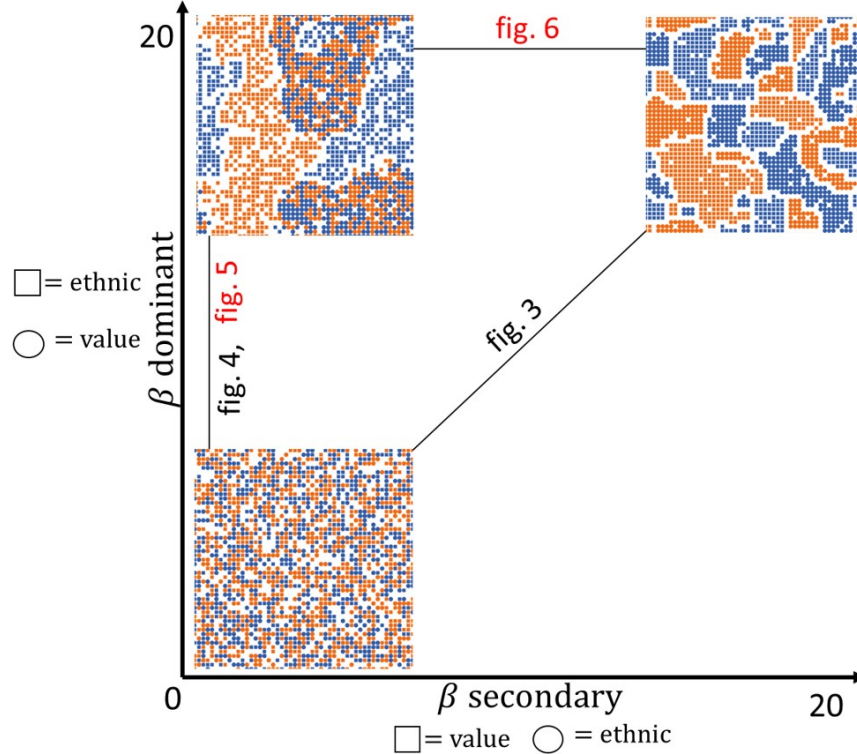 20
fig. 6
β dominant
= ethnic
= value
fig. 4, fig. 5
fig. 3
0
β secondary
20
= value = ethnic